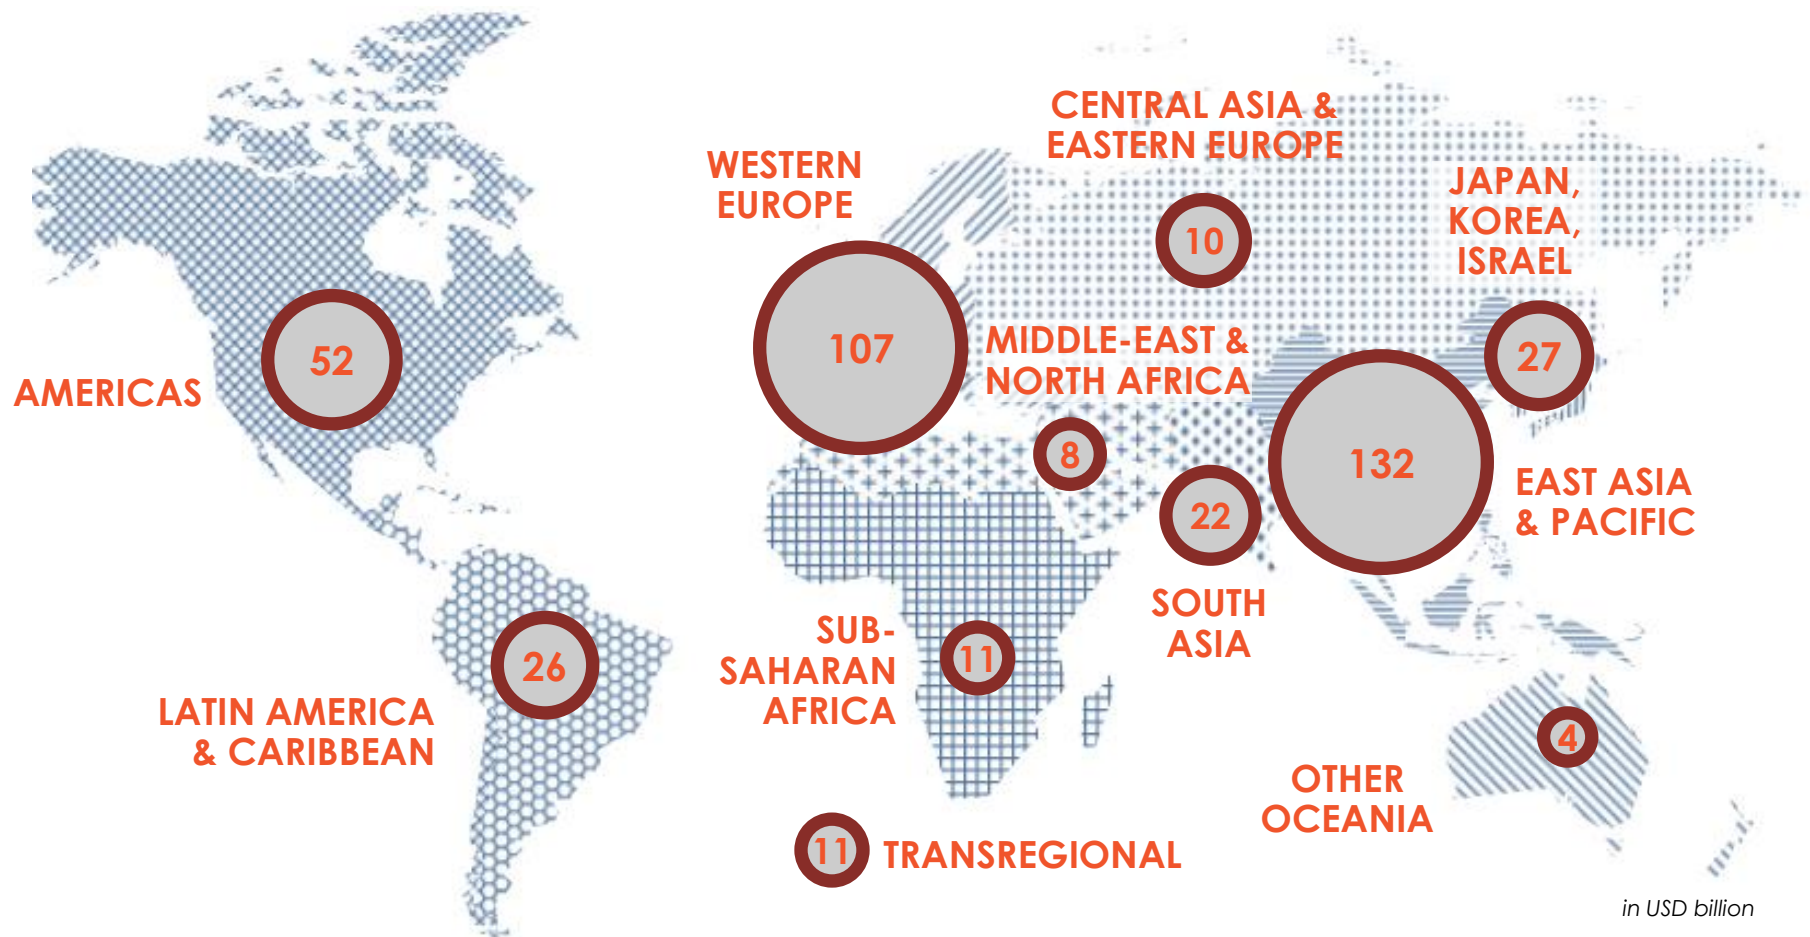 CENTRAL ASIA &
EASTERN EUROPE
10
WESTERN
EUROPE
107
JAPAN,
KOREA,
ISRAEL
27
MIDDLE-EAST &
NORTH AFRICA
8
AMERICAS
52
132
EAST ASIA
& PACIFIC
22
SOUTH
ASIA
SUB-
SAHARAN
AFRICA
11
26
LATIN AMERICA
& CARIBBEAN
4
OTHER
OCEANIA
11
TRANSREGIONAL
in USD billion